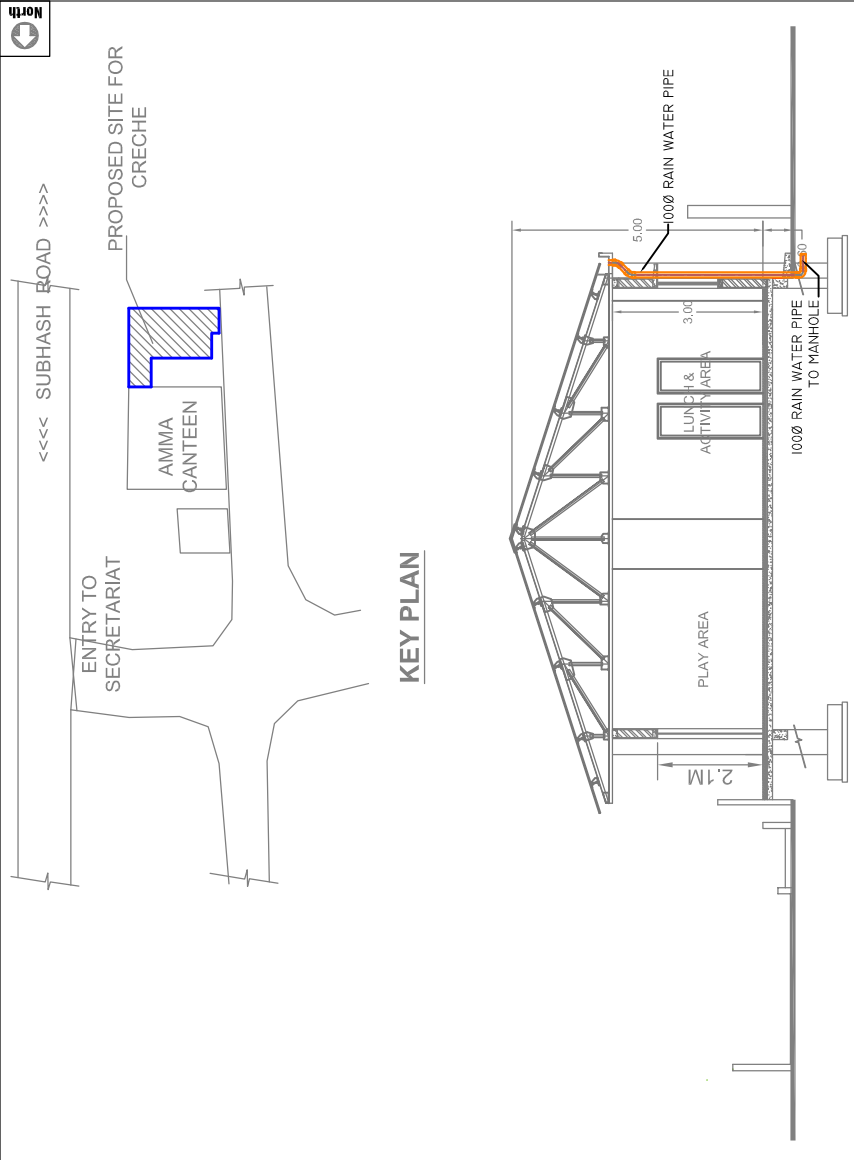 North
<<<< SUBHASH ROAD >>>>
PROPOSED SITE FOR
CRECHE
AMMA
CANTEEN
ENTRY TO
SECRETARIAT
KEY PLAN
100Ø RAIN WATER PIPE
5.00
3.00
60
LUNCH &
ACTIVITY AREA
100Ø RAIN WATER PIPE
TO MANHOLE
PLAY AREA
2.1M